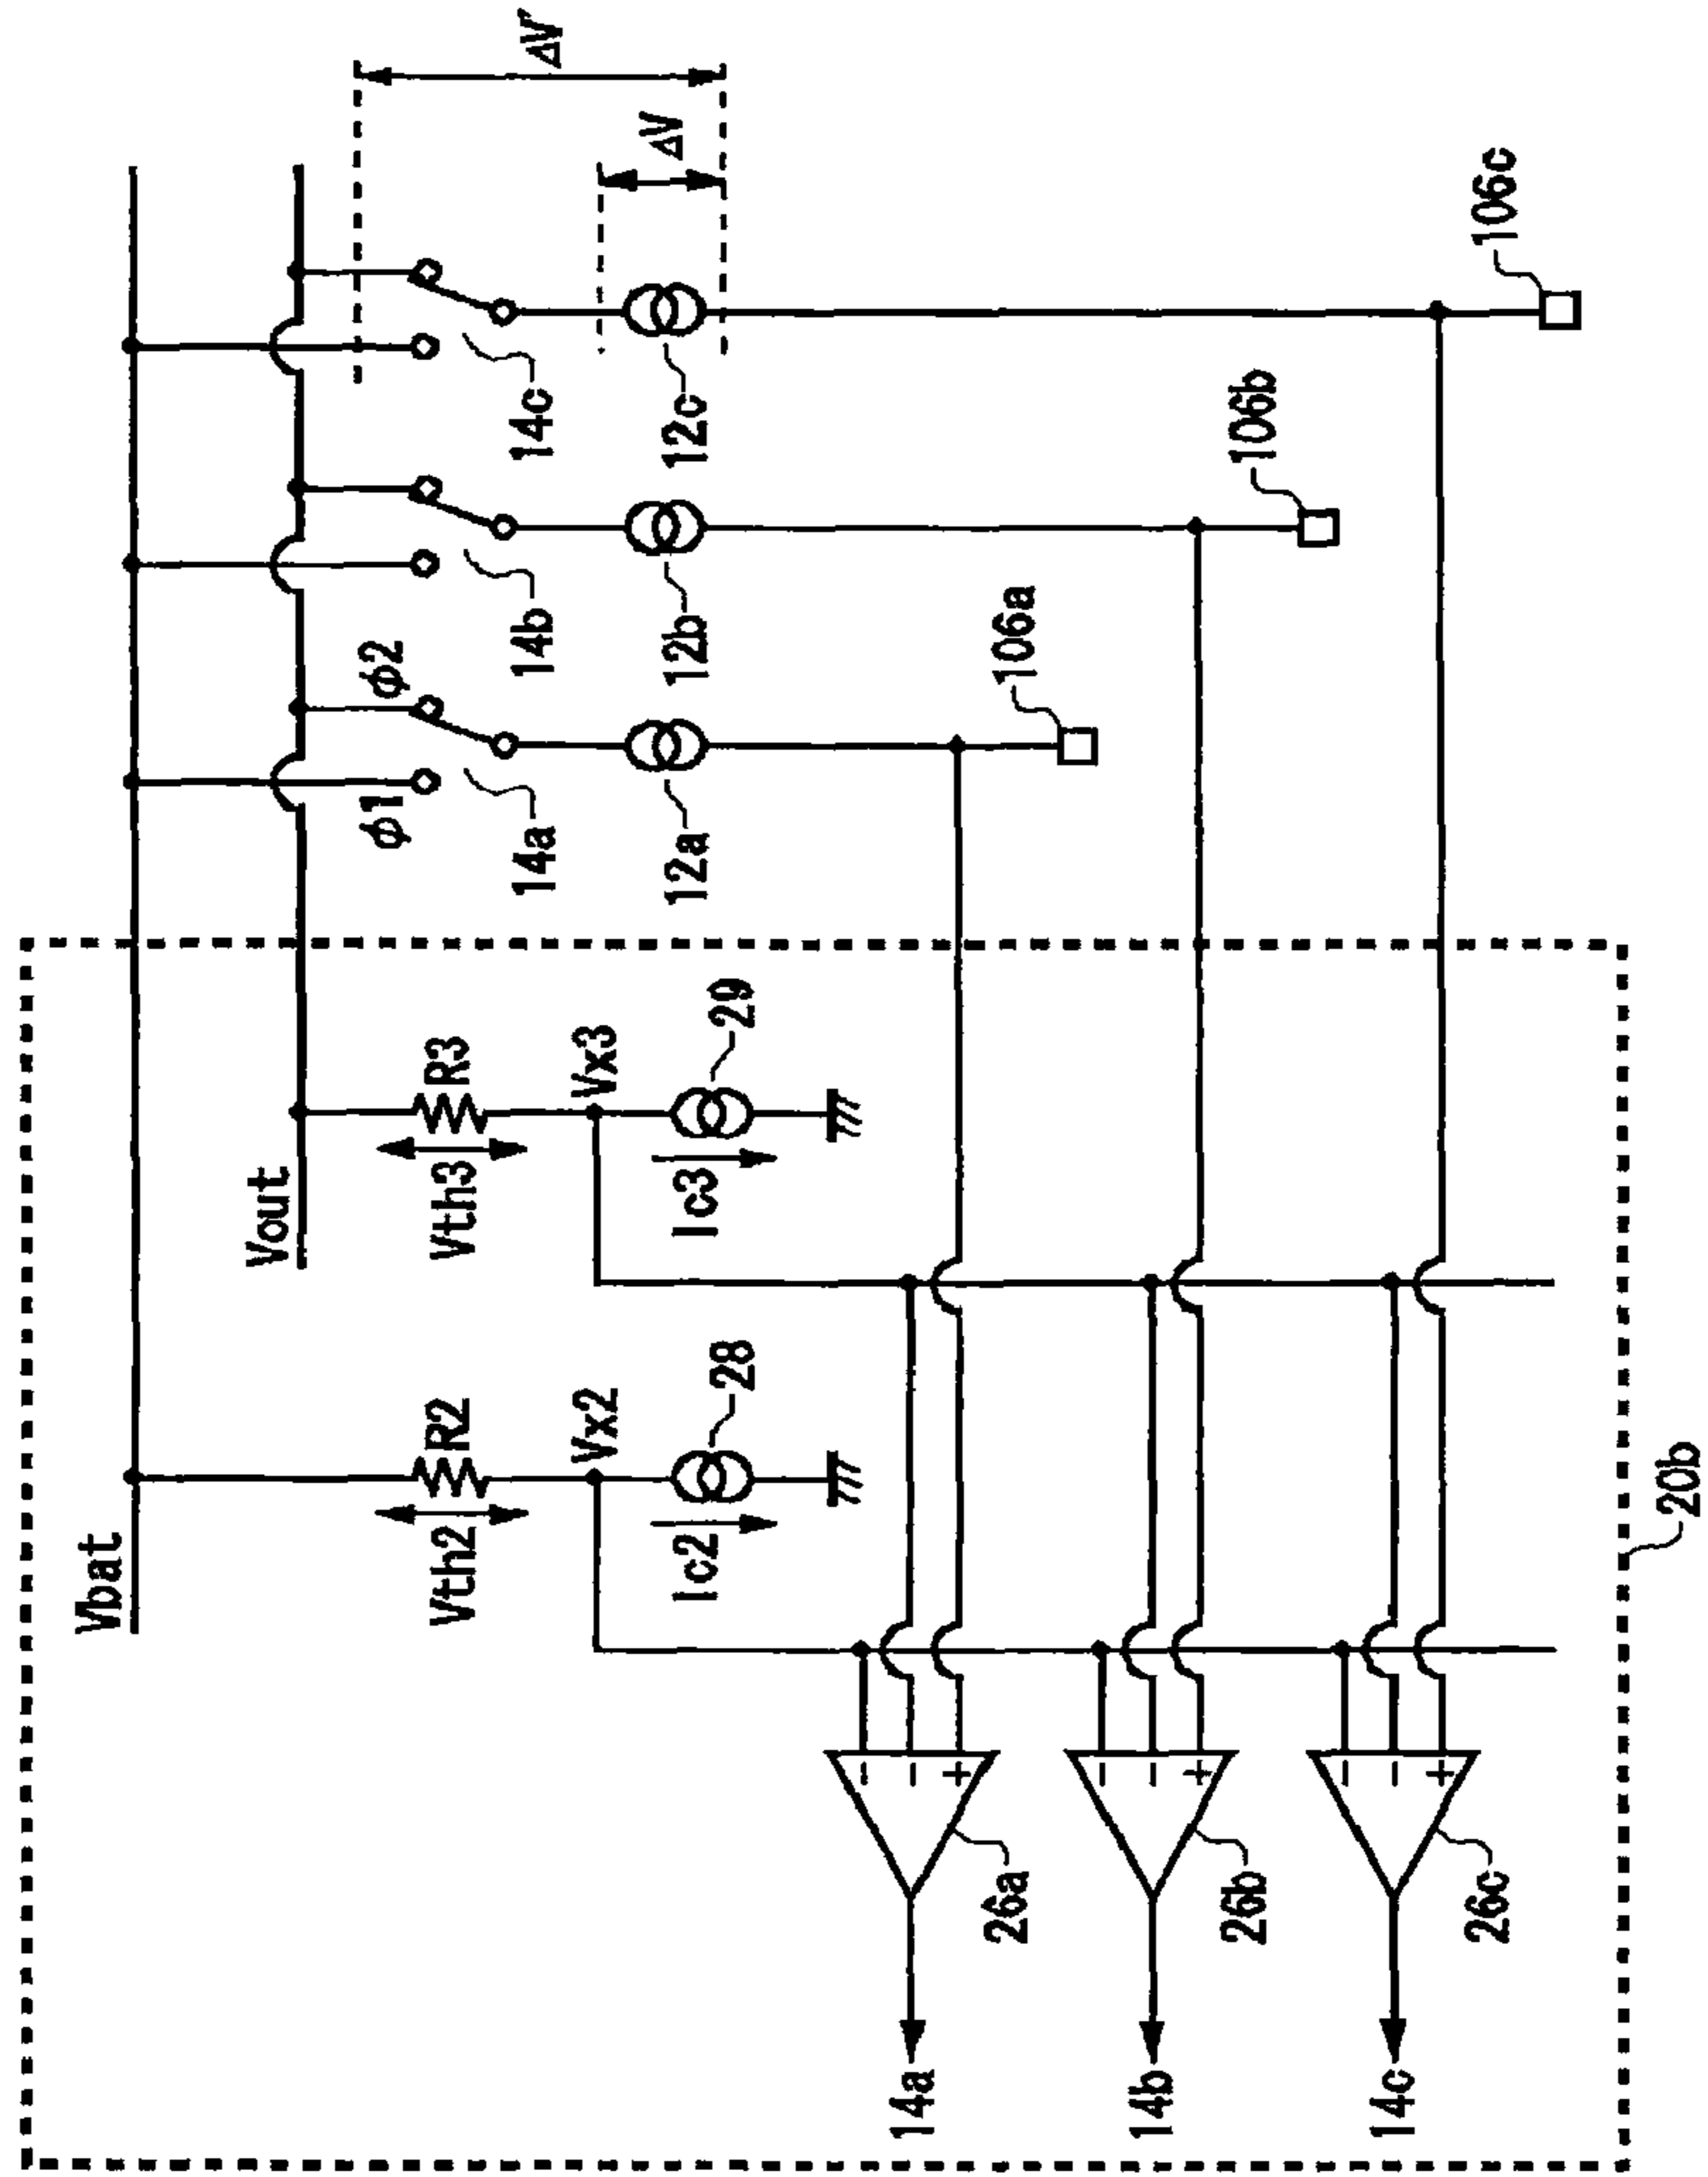 Vbat
Vout
ΔV
ΔV
φ1
φ2
14a
14b
14c
12a
12b
12c
106a
106b
106c
R2
Vth2
Vx2
28
Ic2
R3
Vth3
Vx3
29
Ic3
-
-
+
26a
14a
-
-
+
26b
14b
-
-
+
26c
14c
20b